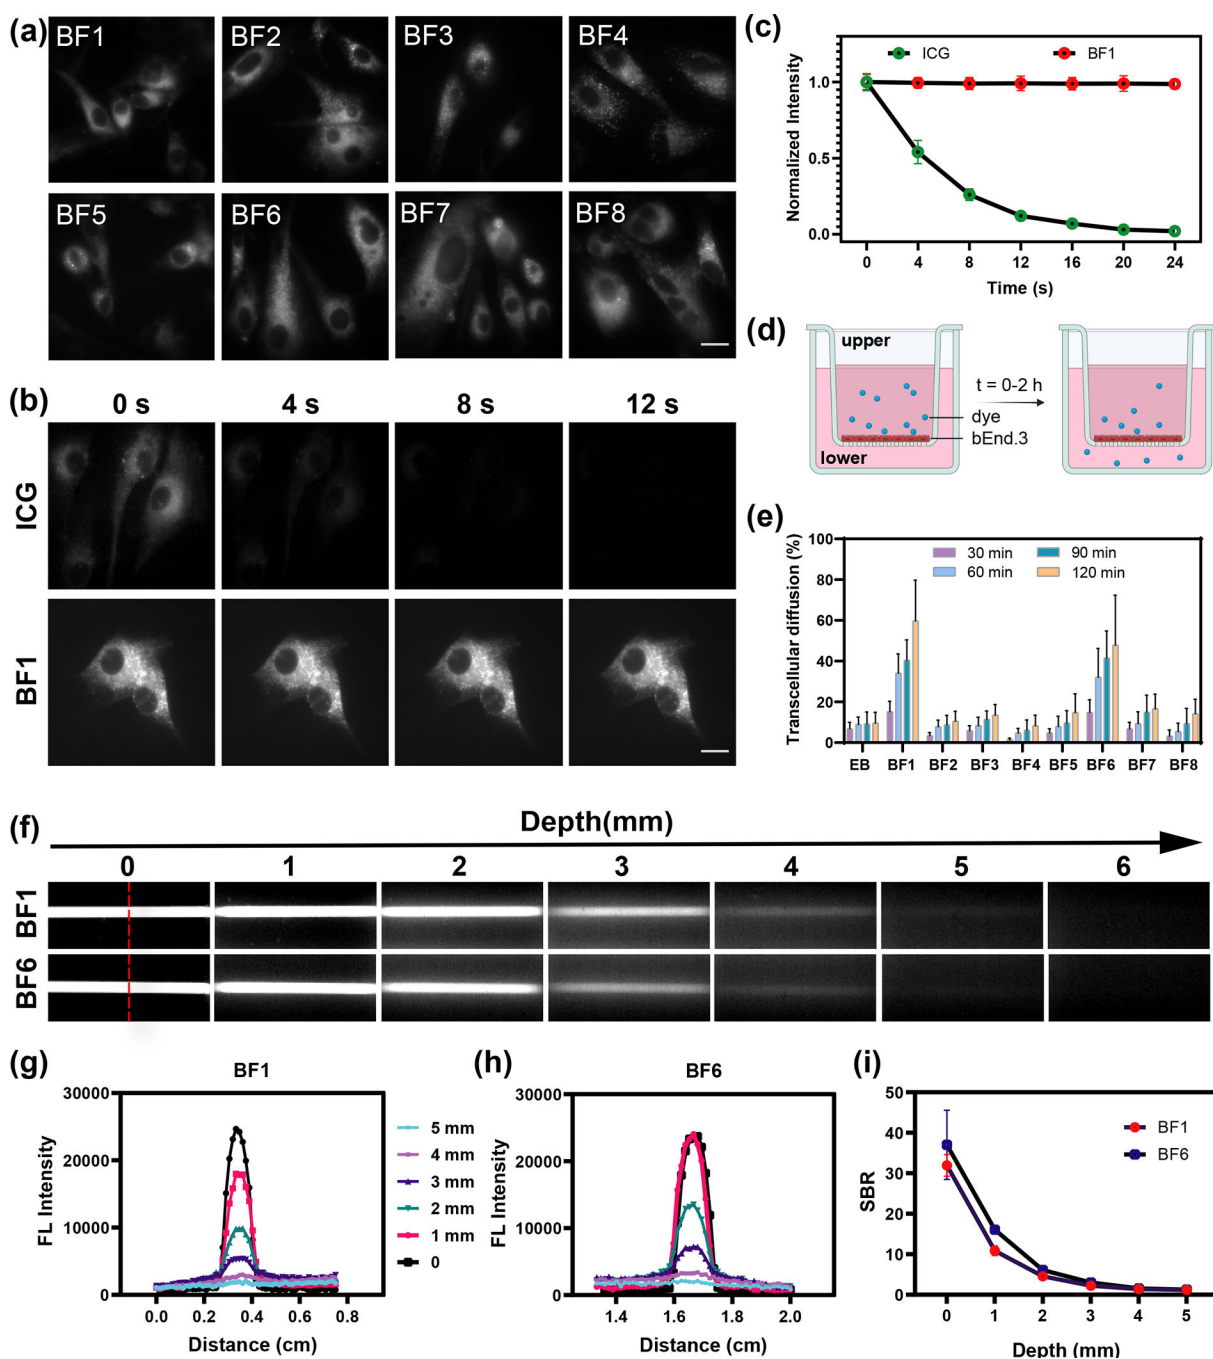 (a)
BF1 BF2 BF3 BF4
BF5 BF6 BF7 BF8
(b)
0 s 4 s 8 s 12 s
ICG
BF1
(c)
ICG BF1
Normalized Intensity
1.0
0.5
0.0
0 4 8 12 16 20 24
Time (s)
(d)
upper
t = 0-2 h
dye
bEnd.3
lower
(e)
Transcellular diffusion (%)
100
80
60
40
20
0
30 min 90 min
60 min 120 min
EB BF1 BF2 BF3 BF4 BF5 BF6 BF7 BF8
(f)
Depth(mm)
0 1 2 3 4 5 6
BF1
BF6
(g)
BF1
FL Intensity
30000
20000
10000
0
0.0 0.2 0.4 0.6 0.8
Distance (cm)
5 mm
4 mm
3 mm
2 mm
1 mm
0
(h)
BF6
FL Intensity
30000
20000
10000
0
1.4 1.6 1.8 2.0
Distance (cm)
(i)
SBR
50
40
30
20
10
0
BF1
BF6
0 1 2 3 4 5
Depth (mm)